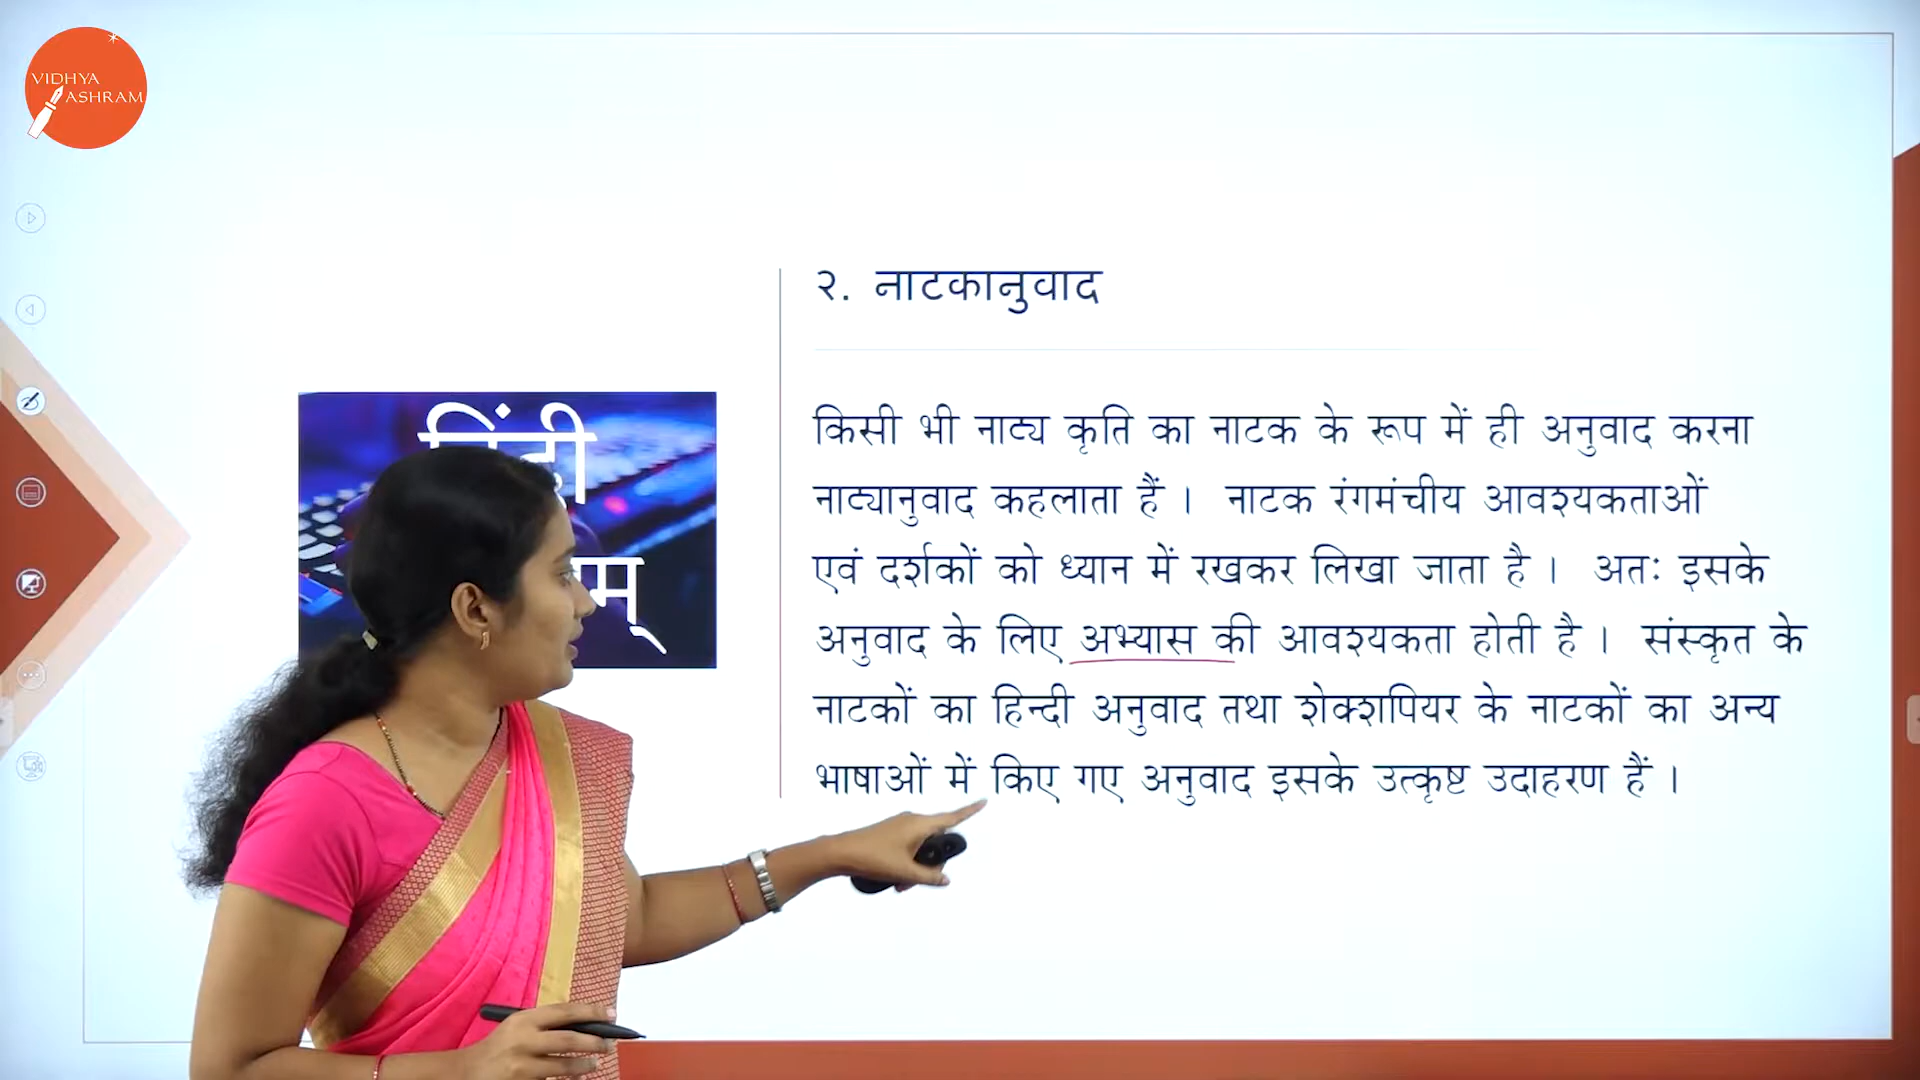 VIDHYA
ASHRAM
२. नाटकानुवाद
किसी भी नाट्य कृति का नाटक के रूप में ही अनुवाद करना
नाट्यानुवाद कहलाता हैं ।  नाटक रंगमंचीय आवश्यकताओं
एवं दर्शकों को ध्यान में रखकर लिखा जाता है ।  अतः इसके
अनुवाद के लिए अभ्यास की आवश्यकता होती है ।  संस्कृत के
नाटकों का हिन्दी अनुवाद तथा शेक्शपियर के नाटकों का अन्य
भाषाओं में किए गए अनुवाद इसके उत्कृष्ट उदाहरण हैं ।